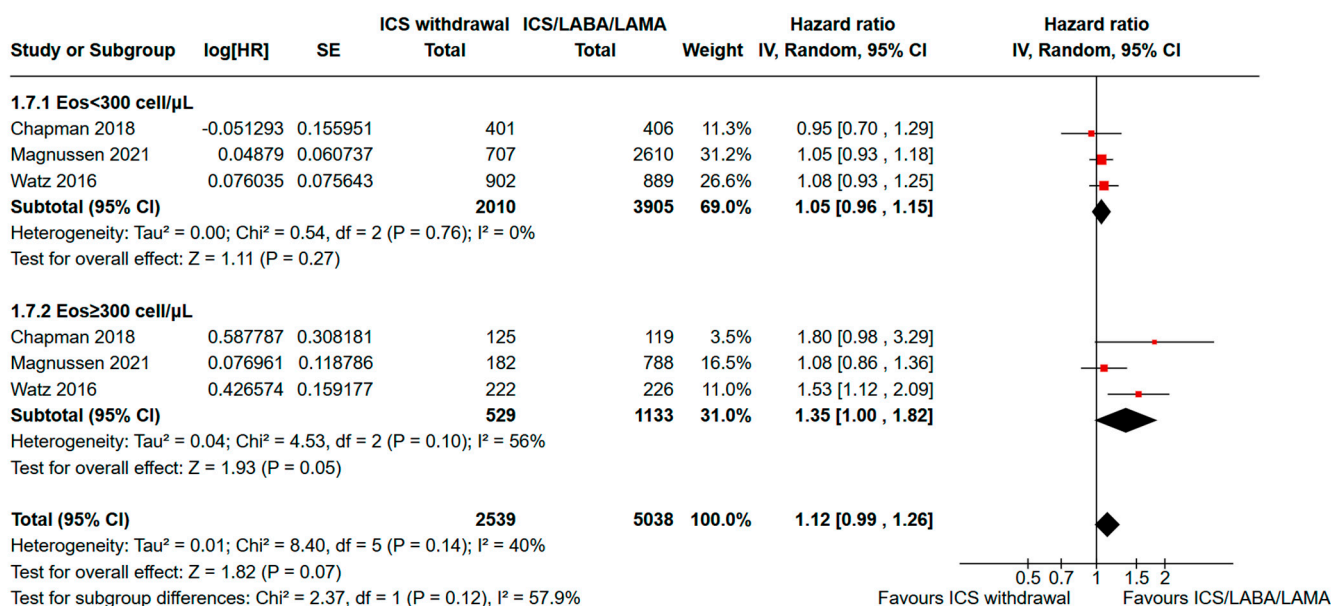 ICS withdrawal ICS/LABA/LAMA Hazard ratio Hazard ratio
Study or Subgroup log[HR] SE Total Total Weight IV, Random, 95% CI IV, Random, 95% CI
1.7.1 Eos<300 cell/µL
Chapman 2018 -0.051293 0.155951 401 406 11.3% 0.95 [0.70 , 1.29]
Magnussen 2021 0.04879 0.060737 707 2610 31.2% 1.05 [0.93 , 1.18]
Watz 2016 0.076035 0.075643 902 889 26.6% 1.08 [0.93 , 1.25]
Subtotal (95% CI) 2010 3905 69.0% 1.05 [0.96 , 1.15]
Heterogeneity: Tau² = 0.00; Chi² = 0.54, df = 2 (P = 0.76); I² = 0%
Test for overall effect: Z = 1.11 (P = 0.27)
1.7.2 Eos≥300 cell/µL
Chapman 2018 0.587787 0.308181 125 119 3.5% 1.80 [0.98 , 3.29]
Magnussen 2021 0.076961 0.118786 182 788 16.5% 1.08 [0.86 , 1.36]
Watz 2016 0.426574 0.159177 222 226 11.0% 1.53 [1.12 , 2.09]
Subtotal (95% CI) 529 1133 31.0% 1.35 [1.00 , 1.82]
Heterogeneity: Tau² = 0.04; Chi² = 4.53, df = 2 (P = 0.10); I² = 56%
Test for overall effect: Z = 1.93 (P = 0.05)
Total (95% CI) 2539 5038 100.0% 1.12 [0.99 , 1.26]
Heterogeneity: Tau² = 0.01; Chi² = 8.40, df = 5 (P = 0.14); I² = 40%
Test for overall effect: Z = 1.82 (P = 0.07) 0.5 0.7 1 1.5 2
Test for subgroup differences: Chi² = 2.37, df = 1 (P = 0.12), I² = 57.9% Favours ICS withdrawal Favours ICS/LABA/LAMA